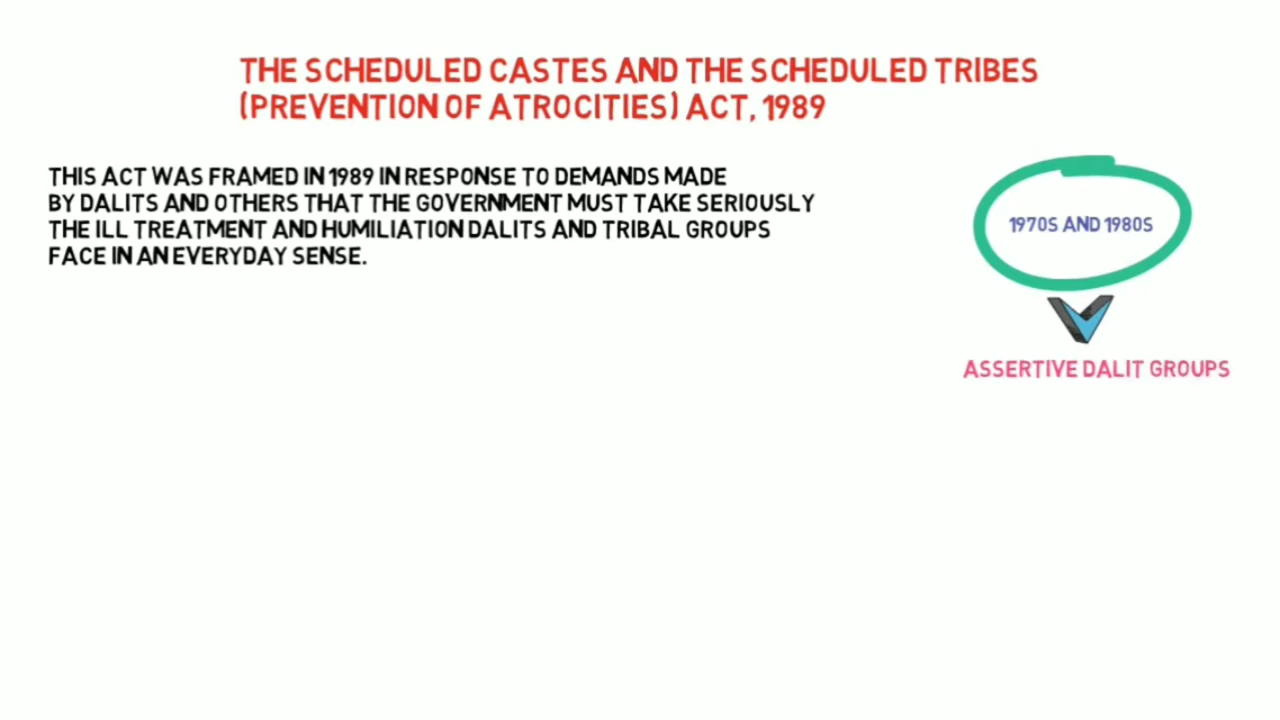 THE SCHEDULED CASTES AND THE SCHEDULED TRIBES
(PREVENTION OF ATROCITIES) ACT, 1989
THIS ACT WAS FRAMED IN 1989 IN RESPONSE TO DEMANDS MADE
BY DALITS AND OTHERS THAT THE GOVERNMENT MUST TAKE SERIOUSLY
THE ILL TREATMENT AND HUMILIATION DALITS AND TRIBAL GROUPS
FACE IN AN EVERYDAY SENSE.
1970S AND 1980S
ASSERTIVE DALIT GROUPS